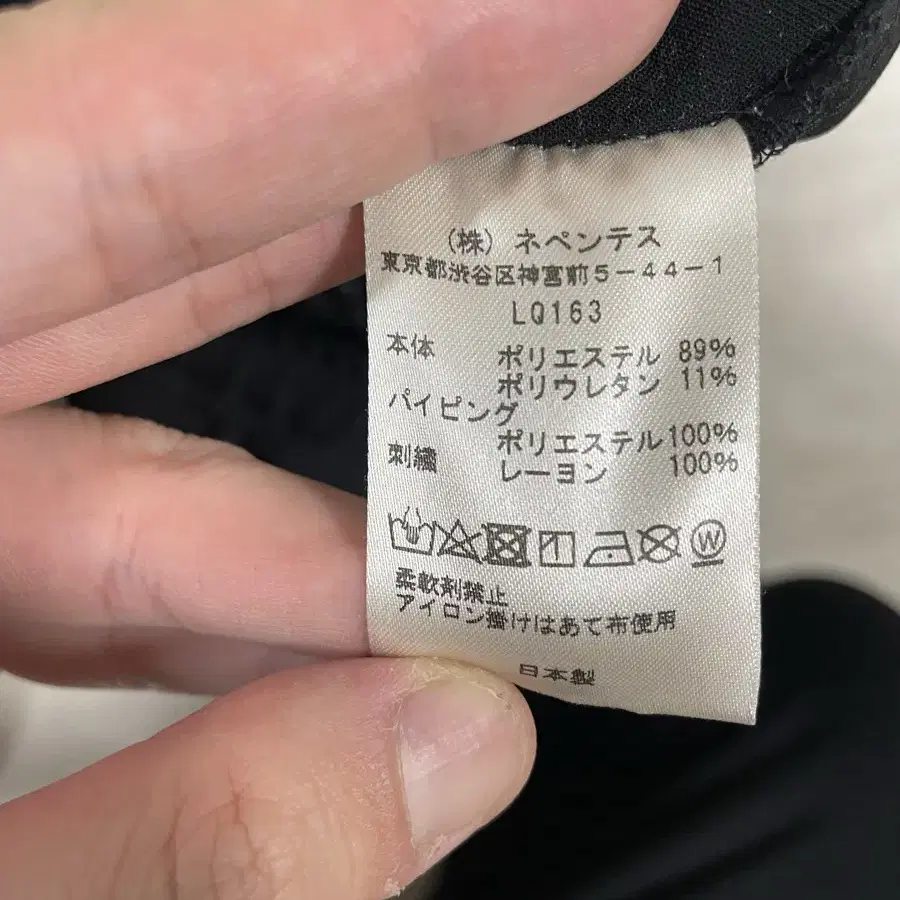 (株) ネペンテス
東京都渋谷区神宮前5-44-1
LQ163
本体 ポリエステル 89%
ポリウレタン 11%
パイピング
ポリエステル100%
刺繍 レーヨン 100%
W
柔軟剤禁止
アイロン掛けはあて布使用
日本製